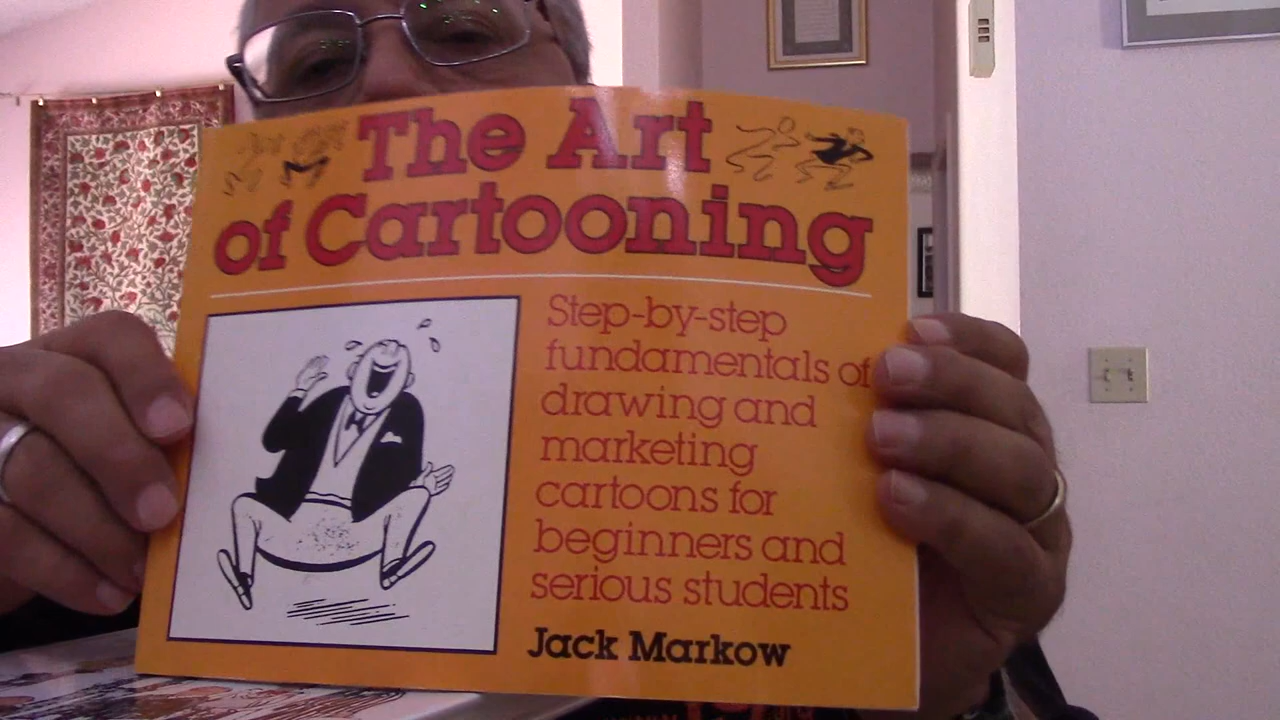 The Art
of Cartooning
Step-by-step
fundamentals of
drawing and
marketing
cartoons for
beginners and
serious students
Jack Markow